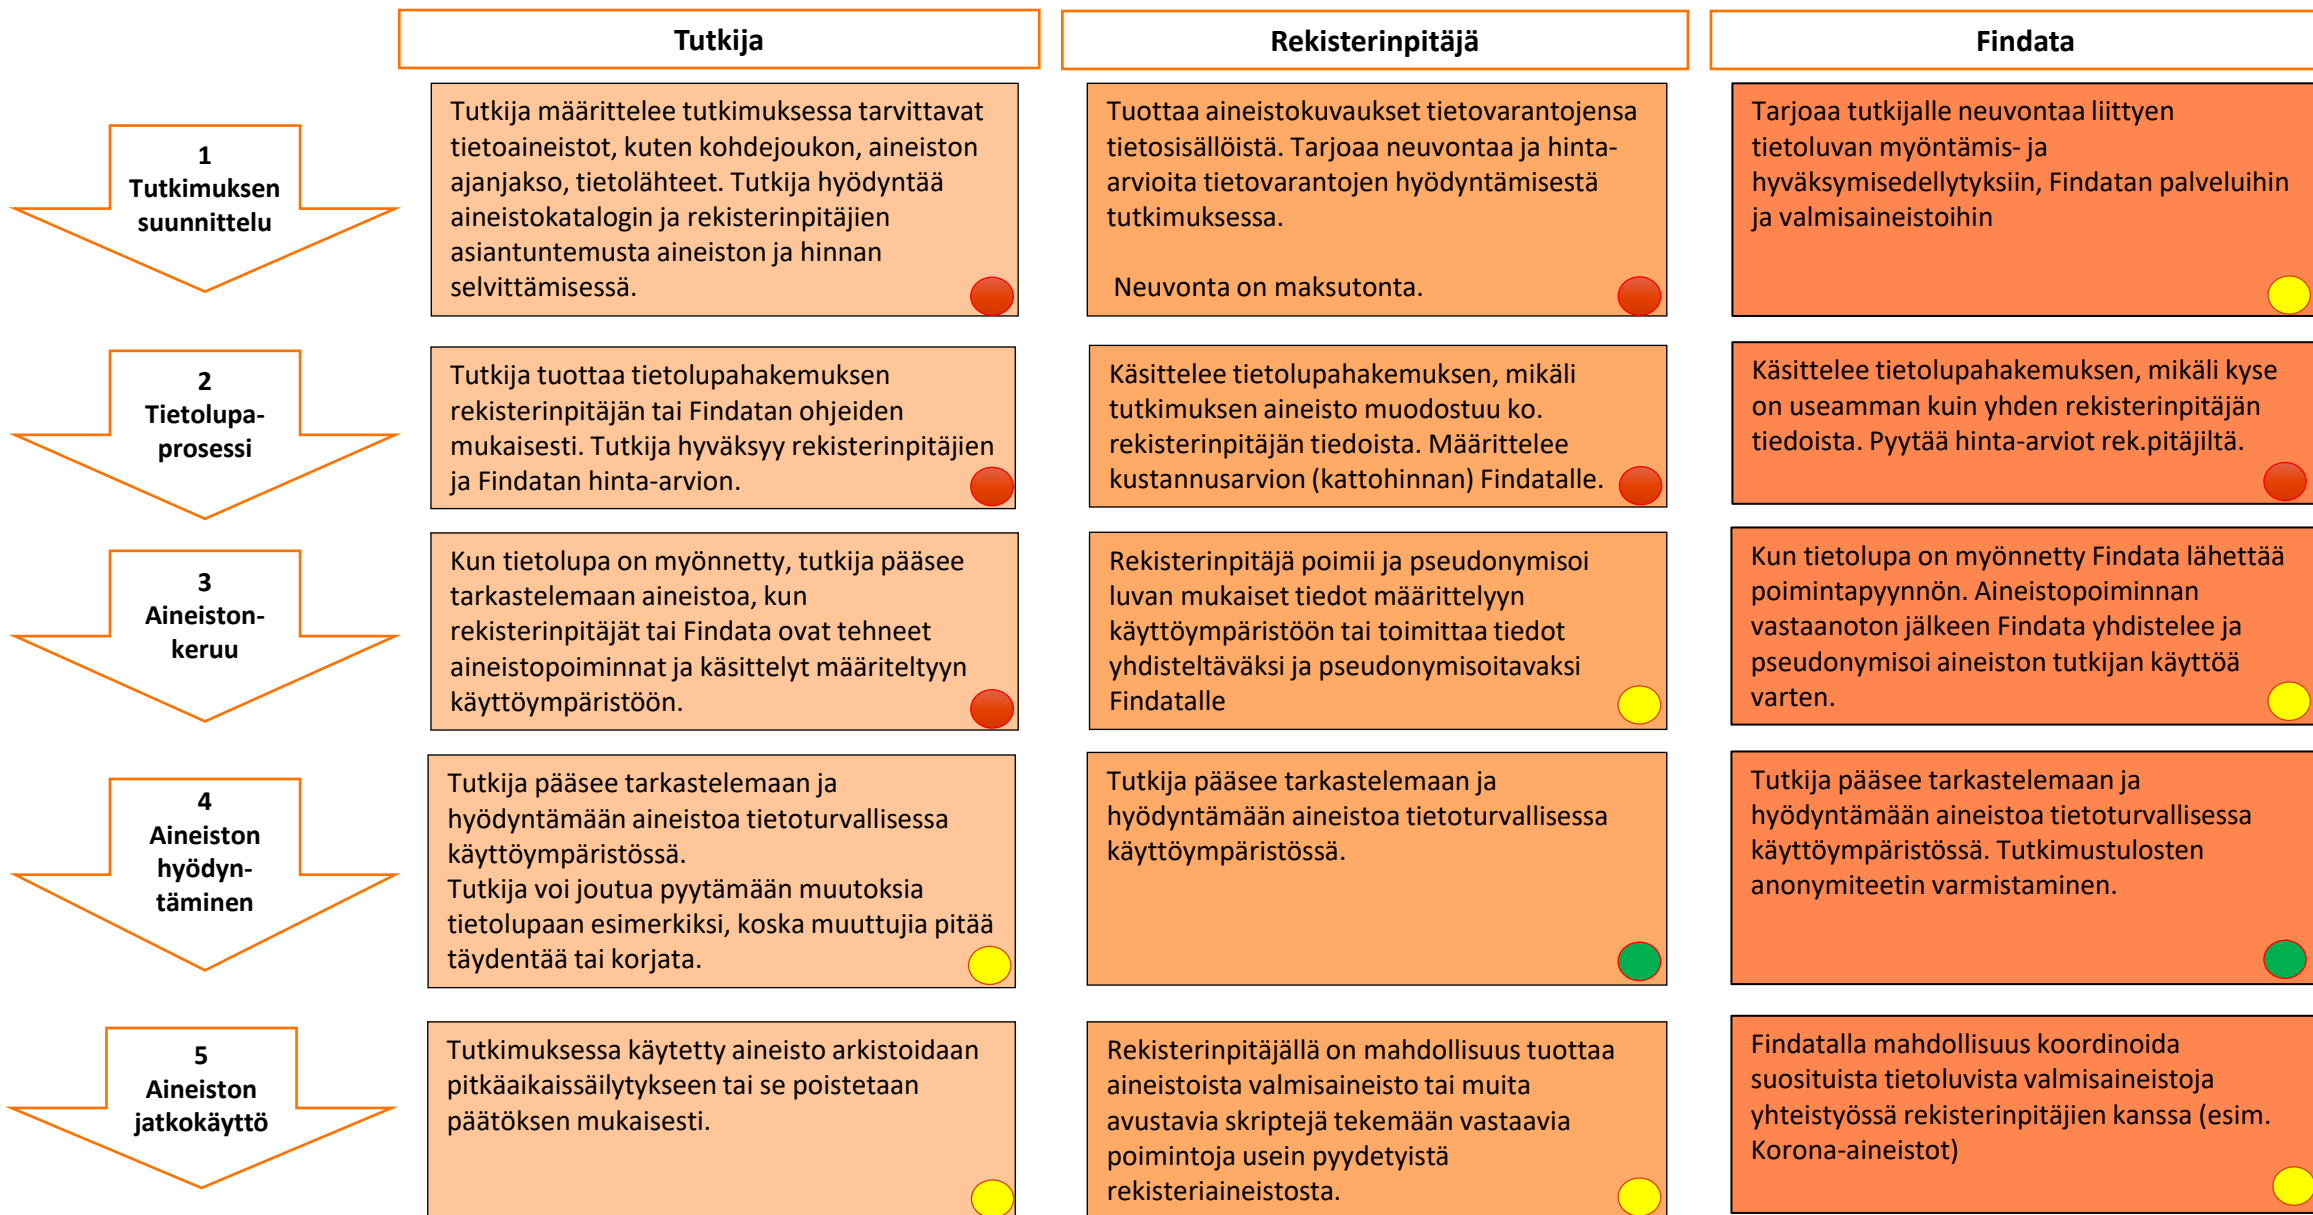 Tutkija
Rekisterinpitäjä
Findata
1
Tutkimuksen
suunnittelu
Tutkija määrittelee tutkimuksessa tarvittavat
tietoaineistot, kuten kohdejoukon, aineiston
ajanjakso, tietolähteet. Tutkija hyödyntää
aineistokatalogin ja rekisterinpitäjien
asiantuntemusta aineiston ja hinnan
selvittämisessä.
Tuottaa aineistokuvaukset tietovarantojensa
tietosisällöistä. Tarjoaa neuvontaa ja hinta-
arvioita tietovarantojen hyödyntämisestä
tutkimuksessa.
Neuvonta on maksutonta.
Tarjoaa tutkijalle neuvontaa liittyen
tietoluvan myöntämis- ja
hyväksymisedellytyksiin, Findatan palveluihin
ja valmisaineistoihin
2
Tietolupa-
prosessi
Tutkija tuottaa tietolupahakemuksen
rekisterinpitäjän tai Findatan ohjeiden
mukaisesti. Tutkija hyväksyy rekisterinpitäjien
ja Findatan hinta-arvion.
Käsittelee tietolupahakemuksen, mikäli
tutkimuksen aineisto muodostuu ko.
rekisterinpitäjän tiedoista. Määrittelee
kustannusarvion (kattohinnan) Findatalle.
Käsittelee tietolupahakemuksen, mikäli kyse
on useamman kuin yhden rekisterinpitäjän
tiedoista. Pyytää hinta-arviot rek.pitäjiltä.
3
Aineiston-
keruu
Kun tietolupa on myönnetty, tutkija pääsee
tarkastelemaan aineistoa, kun
rekisterinpitäjät tai Findata ovat tehneet
aineistopoiminnat ja käsittelyt määriteltyyn
käyttöympäristöön.
Rekisterinpitäjä poimii ja pseudonymisoi
luvan mukaiset tiedot määrittelyyn
käyttöympäristöön tai toimittaa tiedot
yhdisteltäväksi ja pseudonymisoitavaksi
Findatalle
Kun tietolupa on myönnetty Findata lähettää
poimintapyynnön. Aineistopoiminnan
vastaanoton jälkeen Findata yhdistelee ja
pseudonymisoi aineiston tutkijan käyttöä
varten.
4
Aineiston
hyödyn-
täminen
Tutkija pääsee tarkastelemaan ja
hyödyntämään aineistoa tietoturvallisessa
käyttöympäristössä.
Tutkija voi joutua pyytämään muutoksia
tietolupaan esimerkiksi, koska muuttujia pitää
täydentää tai korjata.
Tutkija pääsee tarkastelemaan ja
hyödyntämään aineistoa tietoturvallisessa
käyttöympäristössä.
Tutkija pääsee tarkastelemaan ja
hyödyntämään aineistoa tietoturvallisessa
käyttöympäristössä. Tutkimustulosten
anonymiteetin varmistaminen.
5
Aineiston
jatkokäyttö
Tutkimuksessa käytetty aineisto arkistoidaan
pitkäaikaissäilytykseen tai se poistetaan
päätöksen mukaisesti.
Rekisterinpitäjällä on mahdollisuus tuottaa
aineistoista valmisaineisto tai muita
avustavia skriptejä tekemään vastaavia
poimintoja usein pyydetyistä
rekisteriaineistosta.
Findatalla mahdollisuus koordinoida
suosituista tietoluvista valmisaineistoja
yhteistyössä rekisterinpitäjien kanssa (esim.
Korona-aineistot)